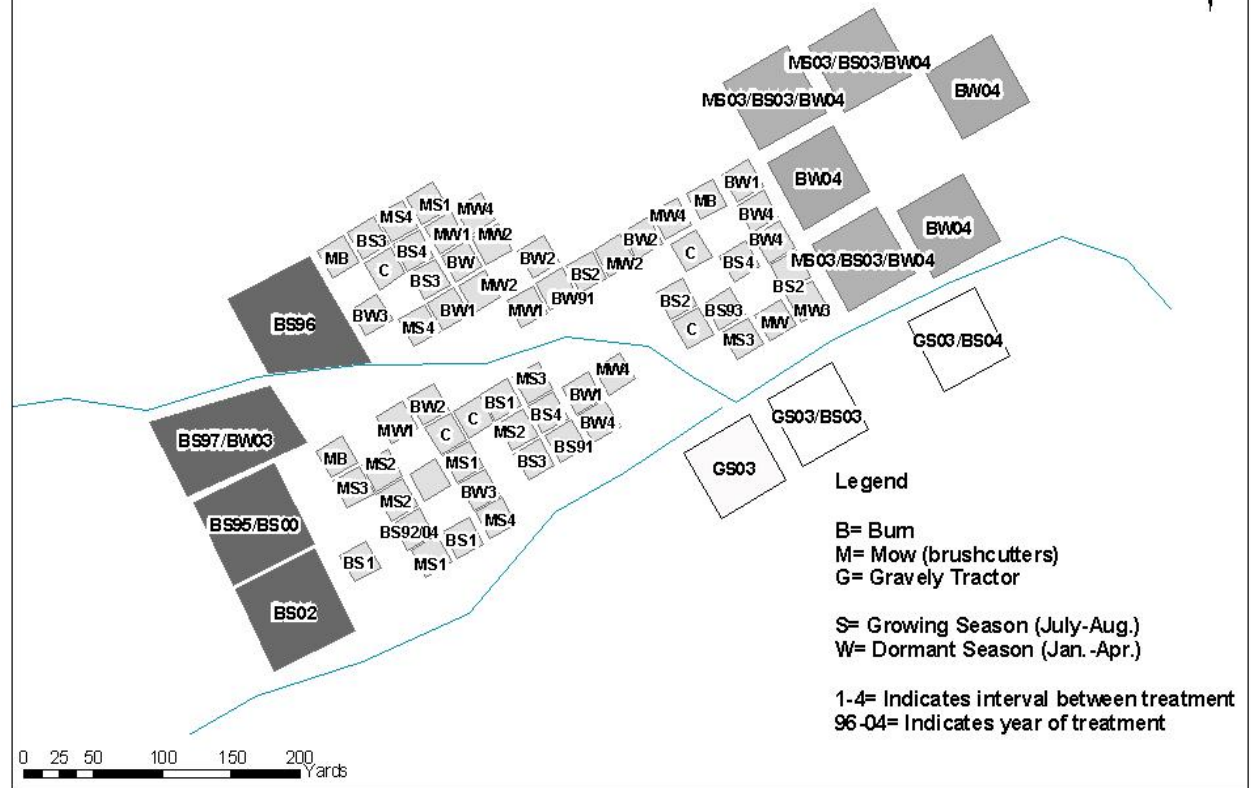 MS03/BS03/BW04
MS03/BS03/BW04
BW04
BW04
BW04
MS03/BS03/BW04
BW1
MB
MW4
BW4
BW2
BW4
C
BS4
MW2
BS2
BS2
BW2
BW91
BS93
MW3
MW1
C
MW
MS3
MS1
MW4
MS4
BS3
MW1
MW2
MB
BS4
BW
C
BS3
MW2
BW3
BW1
MS4
BS96
GS03/BS04
GS03/BS03
GS03
MW4
MS3
BW1
BS1
BW2
C
BS4
BW4
MW1
C
MS2
BS91
BS97/BW03
MB
MS2
MS1
BS3
MS3
BW3
MS2
MS4
BS95/BS00
BS92/04
BS1
BS1
MS1
BS02
Legend
B= Burn
M= Mow (brushcutters)
G= Gravely Tractor
S= Growing Season (July-Aug.)
W= Dormant Season (Jan.-Apr.)
1-4= Indicates interval between treatment
96-04= Indicates year of treatment
0 25 50 100 150 200
Yards